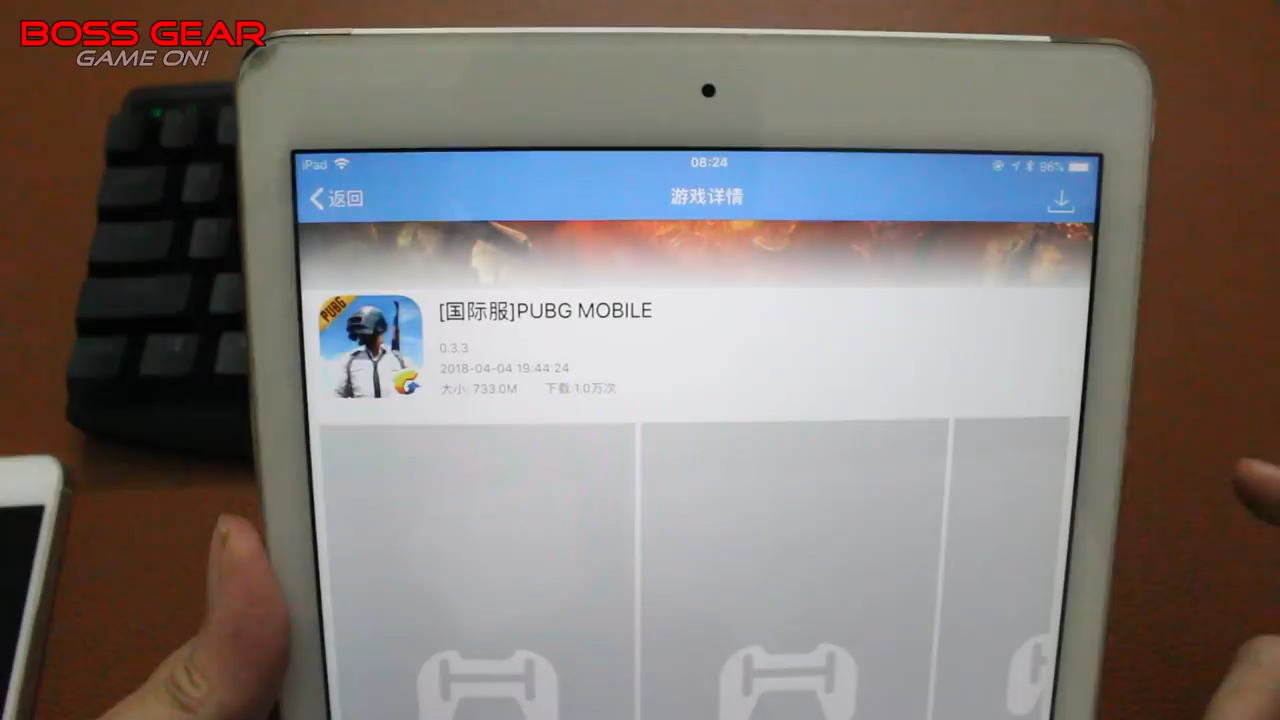 BOSS GEAR
GAME ON!
iPad 08:24 96%
返回 游戏详情
PUBG
[国际服]PUBG MOBILE
0.3.3
2018-04-04 19:44:24
大小: 733.0M 下载:1.0万次